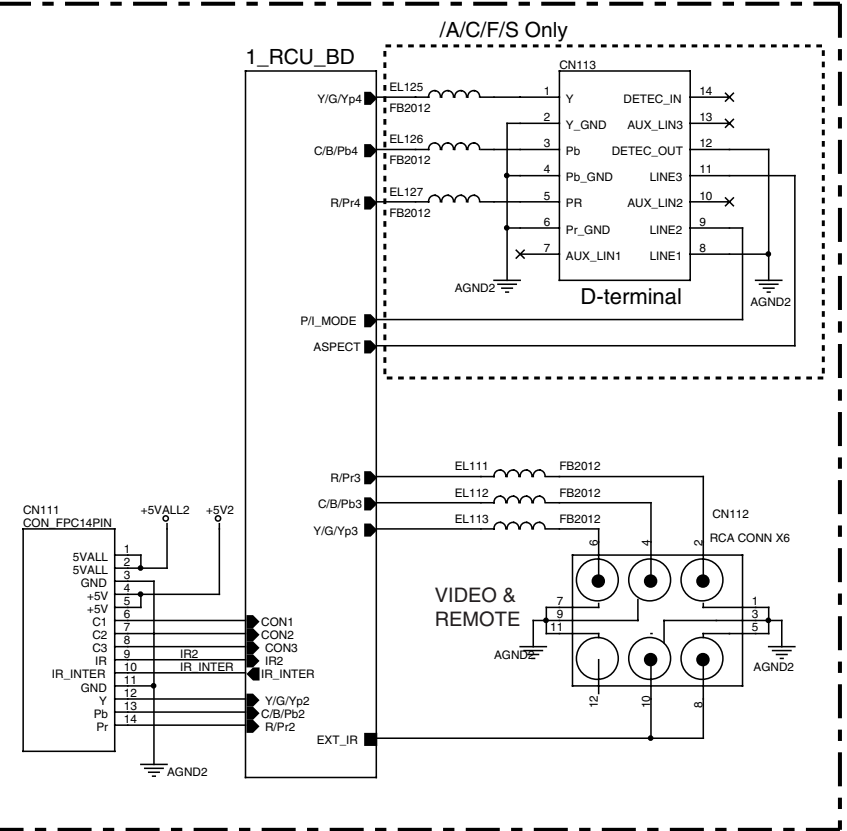 /A/C/F/S Only
1_RCU_BD
CN113
Y/G/Yp4
EL125
FB2012
1
Y
DETEC_IN
14
2
Y_GND
AUX_LIN3
13
C/B/Pb4
EL126
FB2012
3
Pb
DETEC_OUT
12
4
Pb_GND
LINE3
11
R/Pr4
EL127
FB2012
5
PR
AUX_LIN2
10
6
Pr_GND
LINE2
9
7
AUX_LIN1
LINE1
8
AGND2
D-terminal
AGND2
P/I_MODE
ASPECT
R/Pr3
EL111
FB2012
C/B/Pb3
EL112
FB2012
Y/G/Yp3
EL113
FB2012
CN112
RCA CONN X6
6
4
2
VIDEO &
REMOTE
7
9
11
1
3
5
AGND2
AGND2
12
10
8
EXT_IR
CN111
CON_FPC14PIN
+5VALL2
+5V2
5VALL
1
5VALL
2
GND
3
+5V
4
+5V
5
C1
6
CON1
C2
7
CON2
C3
8
CON3
IR
9
IR2
IR2
IR_INTER
10
IR_INTER
IR_INTER
GND
11
Y
12
Y/G/Yp2
Pb
13
C/B/Pb2
Pr
14
R/Pr2
AGND2